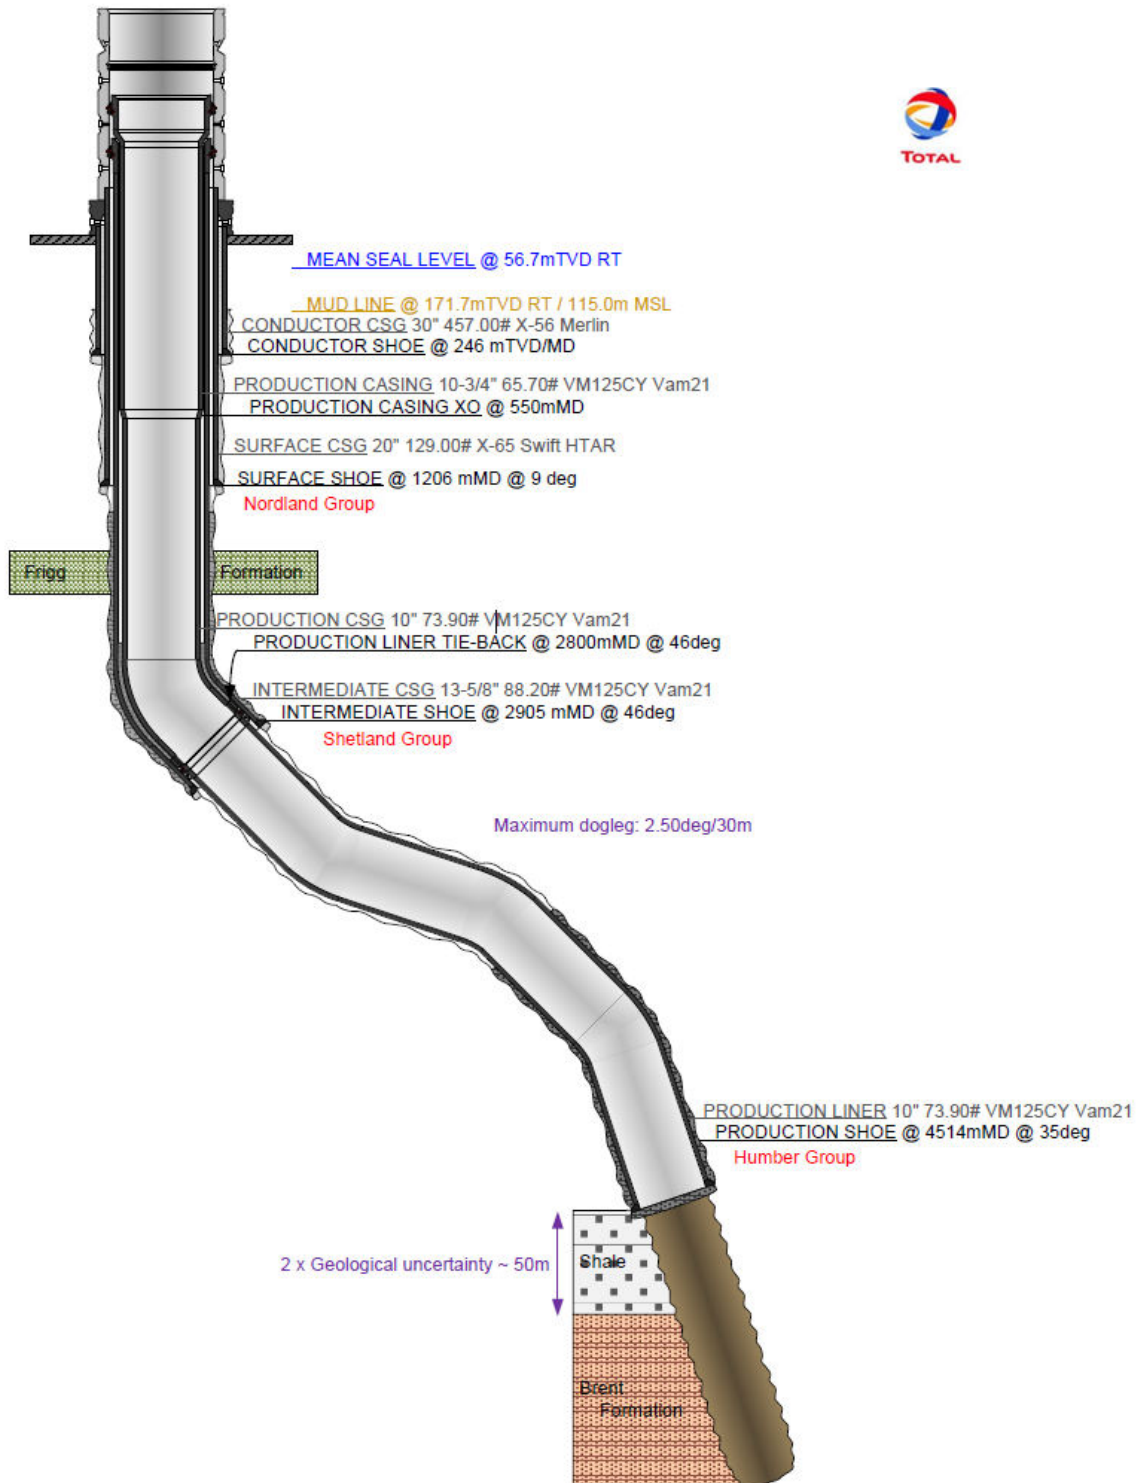 TOTAL
MEAN SEAL LEVEL @ 56.7mTVD RT
MUD LINE @ 171.7mTVD RT / 115.0m MSL
CONDUCTOR CSG 30" 457.00# X-56 Merlin
CONDUCTOR SHOE @ 246 mTVD/MD
PRODUCTION CASING 10-3/4" 65.70# VM125CY Vam21
PRODUCTION CASING XO @ 550mMD
SURFACE CSG 20" 129.00# X-65 Swift HTAR
SURFACE SHOE @ 1206 mMD @ 9 deg
Nordland Group
Frigg Formation
PRODUCTION CSG 10" 73.90# VM125CY Vam21
PRODUCTION LINER TIE-BACK @ 2800mMD @ 46deg
INTERMEDIATE CSG 13-5/8" 88.20# VM125CY Vam21
INTERMEDIATE SHOE @ 2905 mMD @ 46deg
Shetland Group
Maximum dogleg: 2.50deg/30m
PRODUCTION LINER 10" 73.90# VM125CY Vam21
PRODUCTION SHOE @ 4514mMD @ 35deg
Humber Group
2 x Geological uncertainty ~ 50m
Shale
Brent
Formation